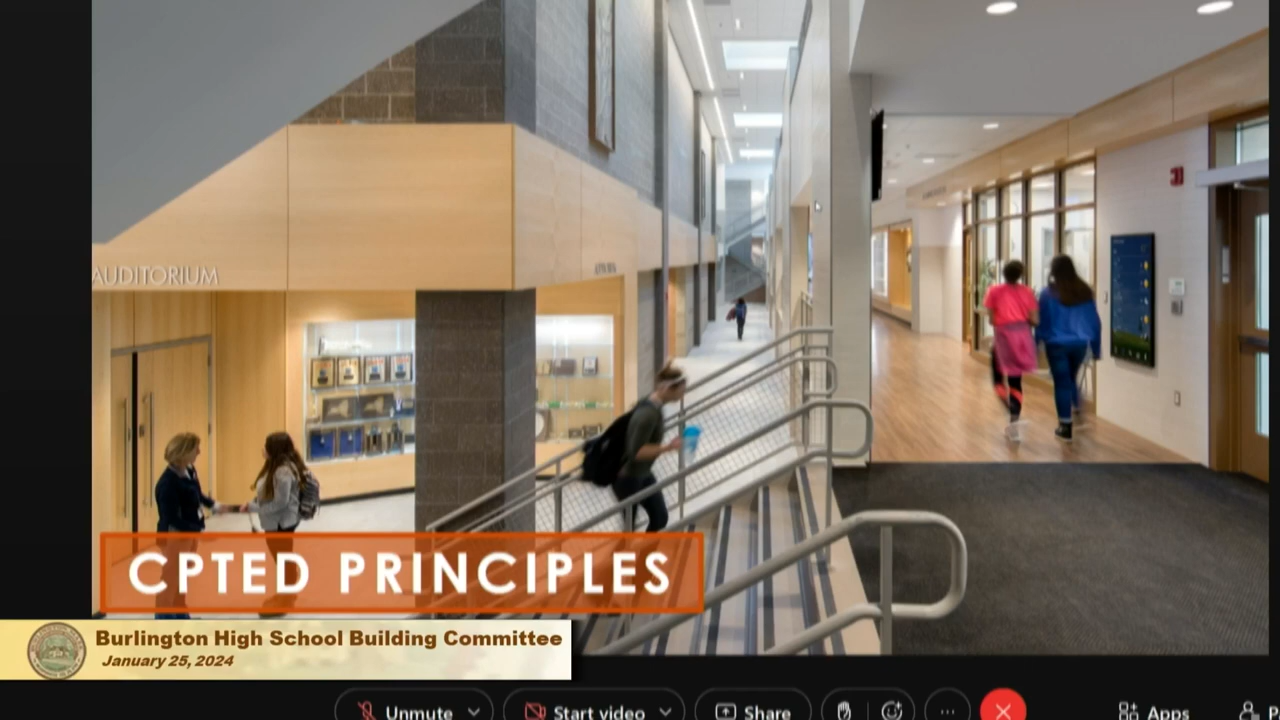 AUDITORIUM
CPTED PRINCIPLES
Burlington High School Building Committee
January 25, 2024
Unmute
Start video
Share
Apps